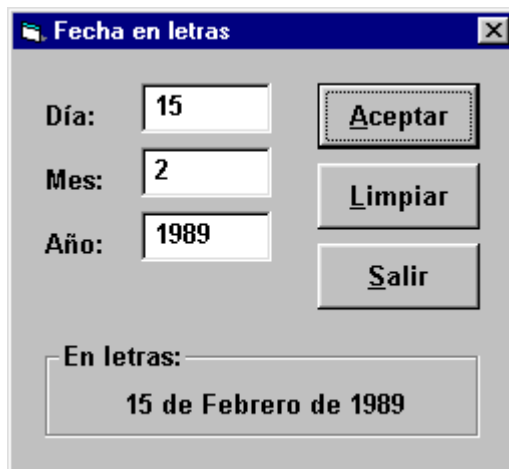 Fecha en letras
Día: 15
Aceptar
Mes: 2
Limpiar
Año: 1989
Salir
En letras:
15 de Febrero de 1989